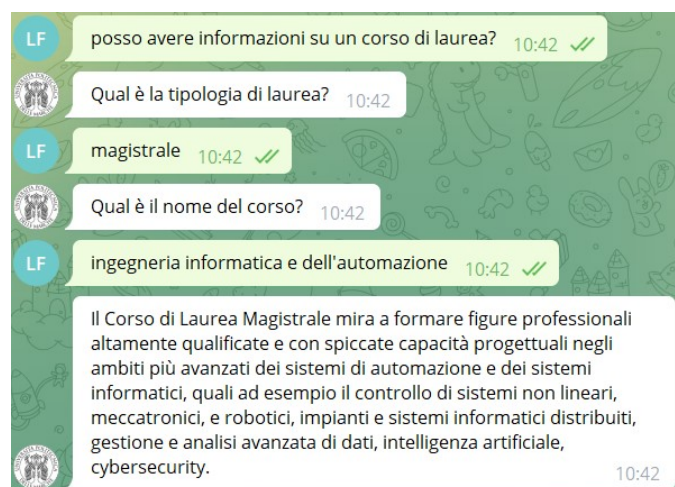 LF
posso avere informazioni su un corso di laurea? 10:42
Qual è la tipologia di laurea? 10:42
LF
magistrale 10:42
Qual è il nome del corso? 10:42
LF
ingegneria informatica e dell'automazione 10:42
Il Corso di Laurea Magistrale mira a formare figure professionali
altamente qualificate e con spiccate capacità progettuali negli
ambiti più avanzati dei sistemi di automazione e dei sistemi
informatici, quali ad esempio il controllo di sistemi non lineari,
meccatronici, e robotici, impianti e sistemi informatici distribuiti,
gestione e analisi avanzata di dati, intelligenza artificiale,
cybersecurity. 10:42